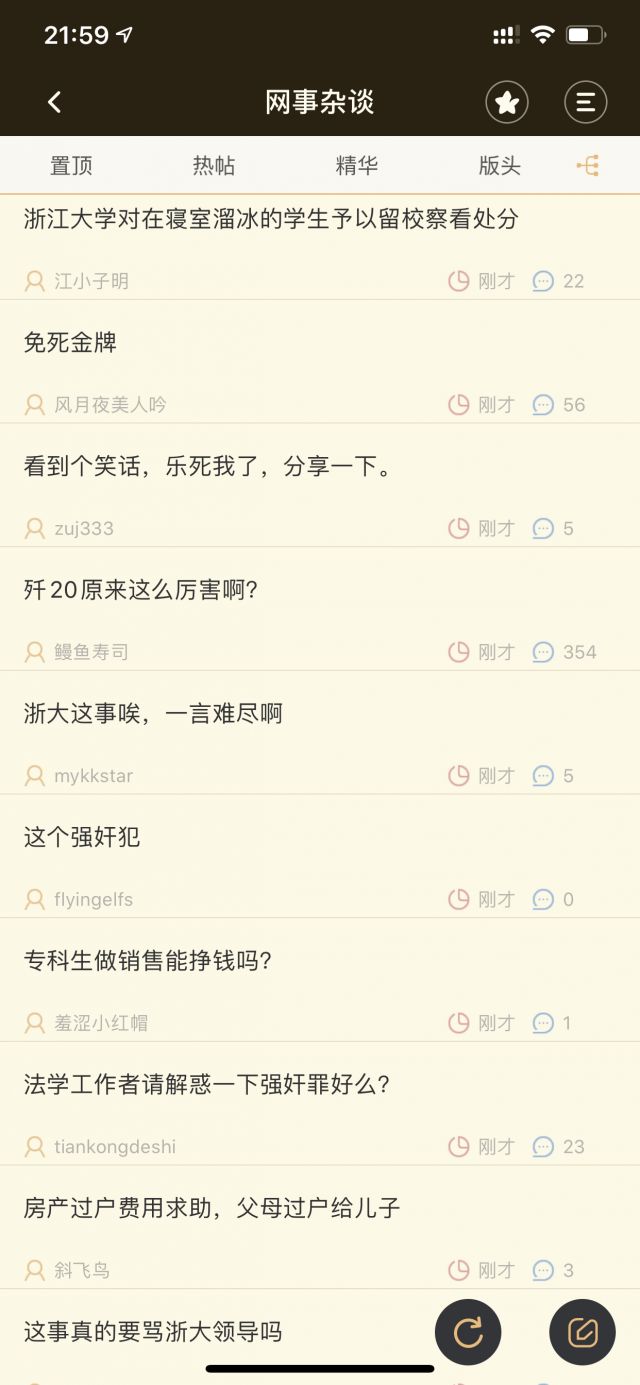 21:59
网事杂谈
置顶 热帖 精华 版头
浙江大学对在寝室溜冰的学生予以留校察看处分
江小子明 刚才 22
免死金牌
风月夜美人吟 刚才 56
看到个笑话，乐死我了，分享一下。
zuj333 刚才 5
歼20原来这么厉害啊?
鳗鱼寿司 刚才 354
浙大这事唉，一言难尽啊
mykkstar 刚才 5
这个强奸犯
flyingelfs 刚才 0
专科生做销售能挣钱吗?
羞涩小红帽 刚才 1
法学工作者请解惑一下强奸罪好么?
tiankongdeshi 刚才 23
房产过户费用求助，父母过户给儿子
斜飞鸟 刚才 3
这事真的要骂浙大领导吗